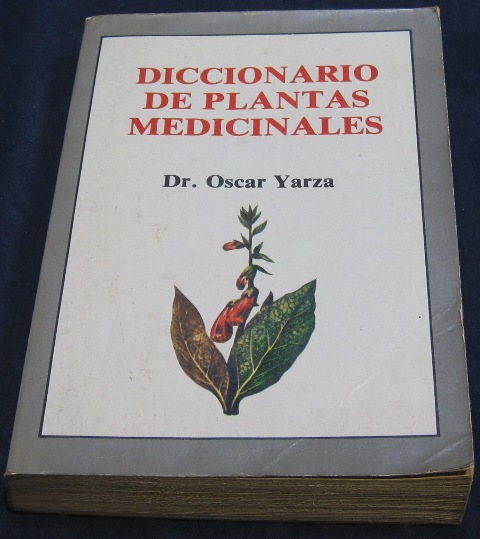 DICCIONARIO
DE PLANTAS
MEDICINALES
Dr. Oscar Yarza